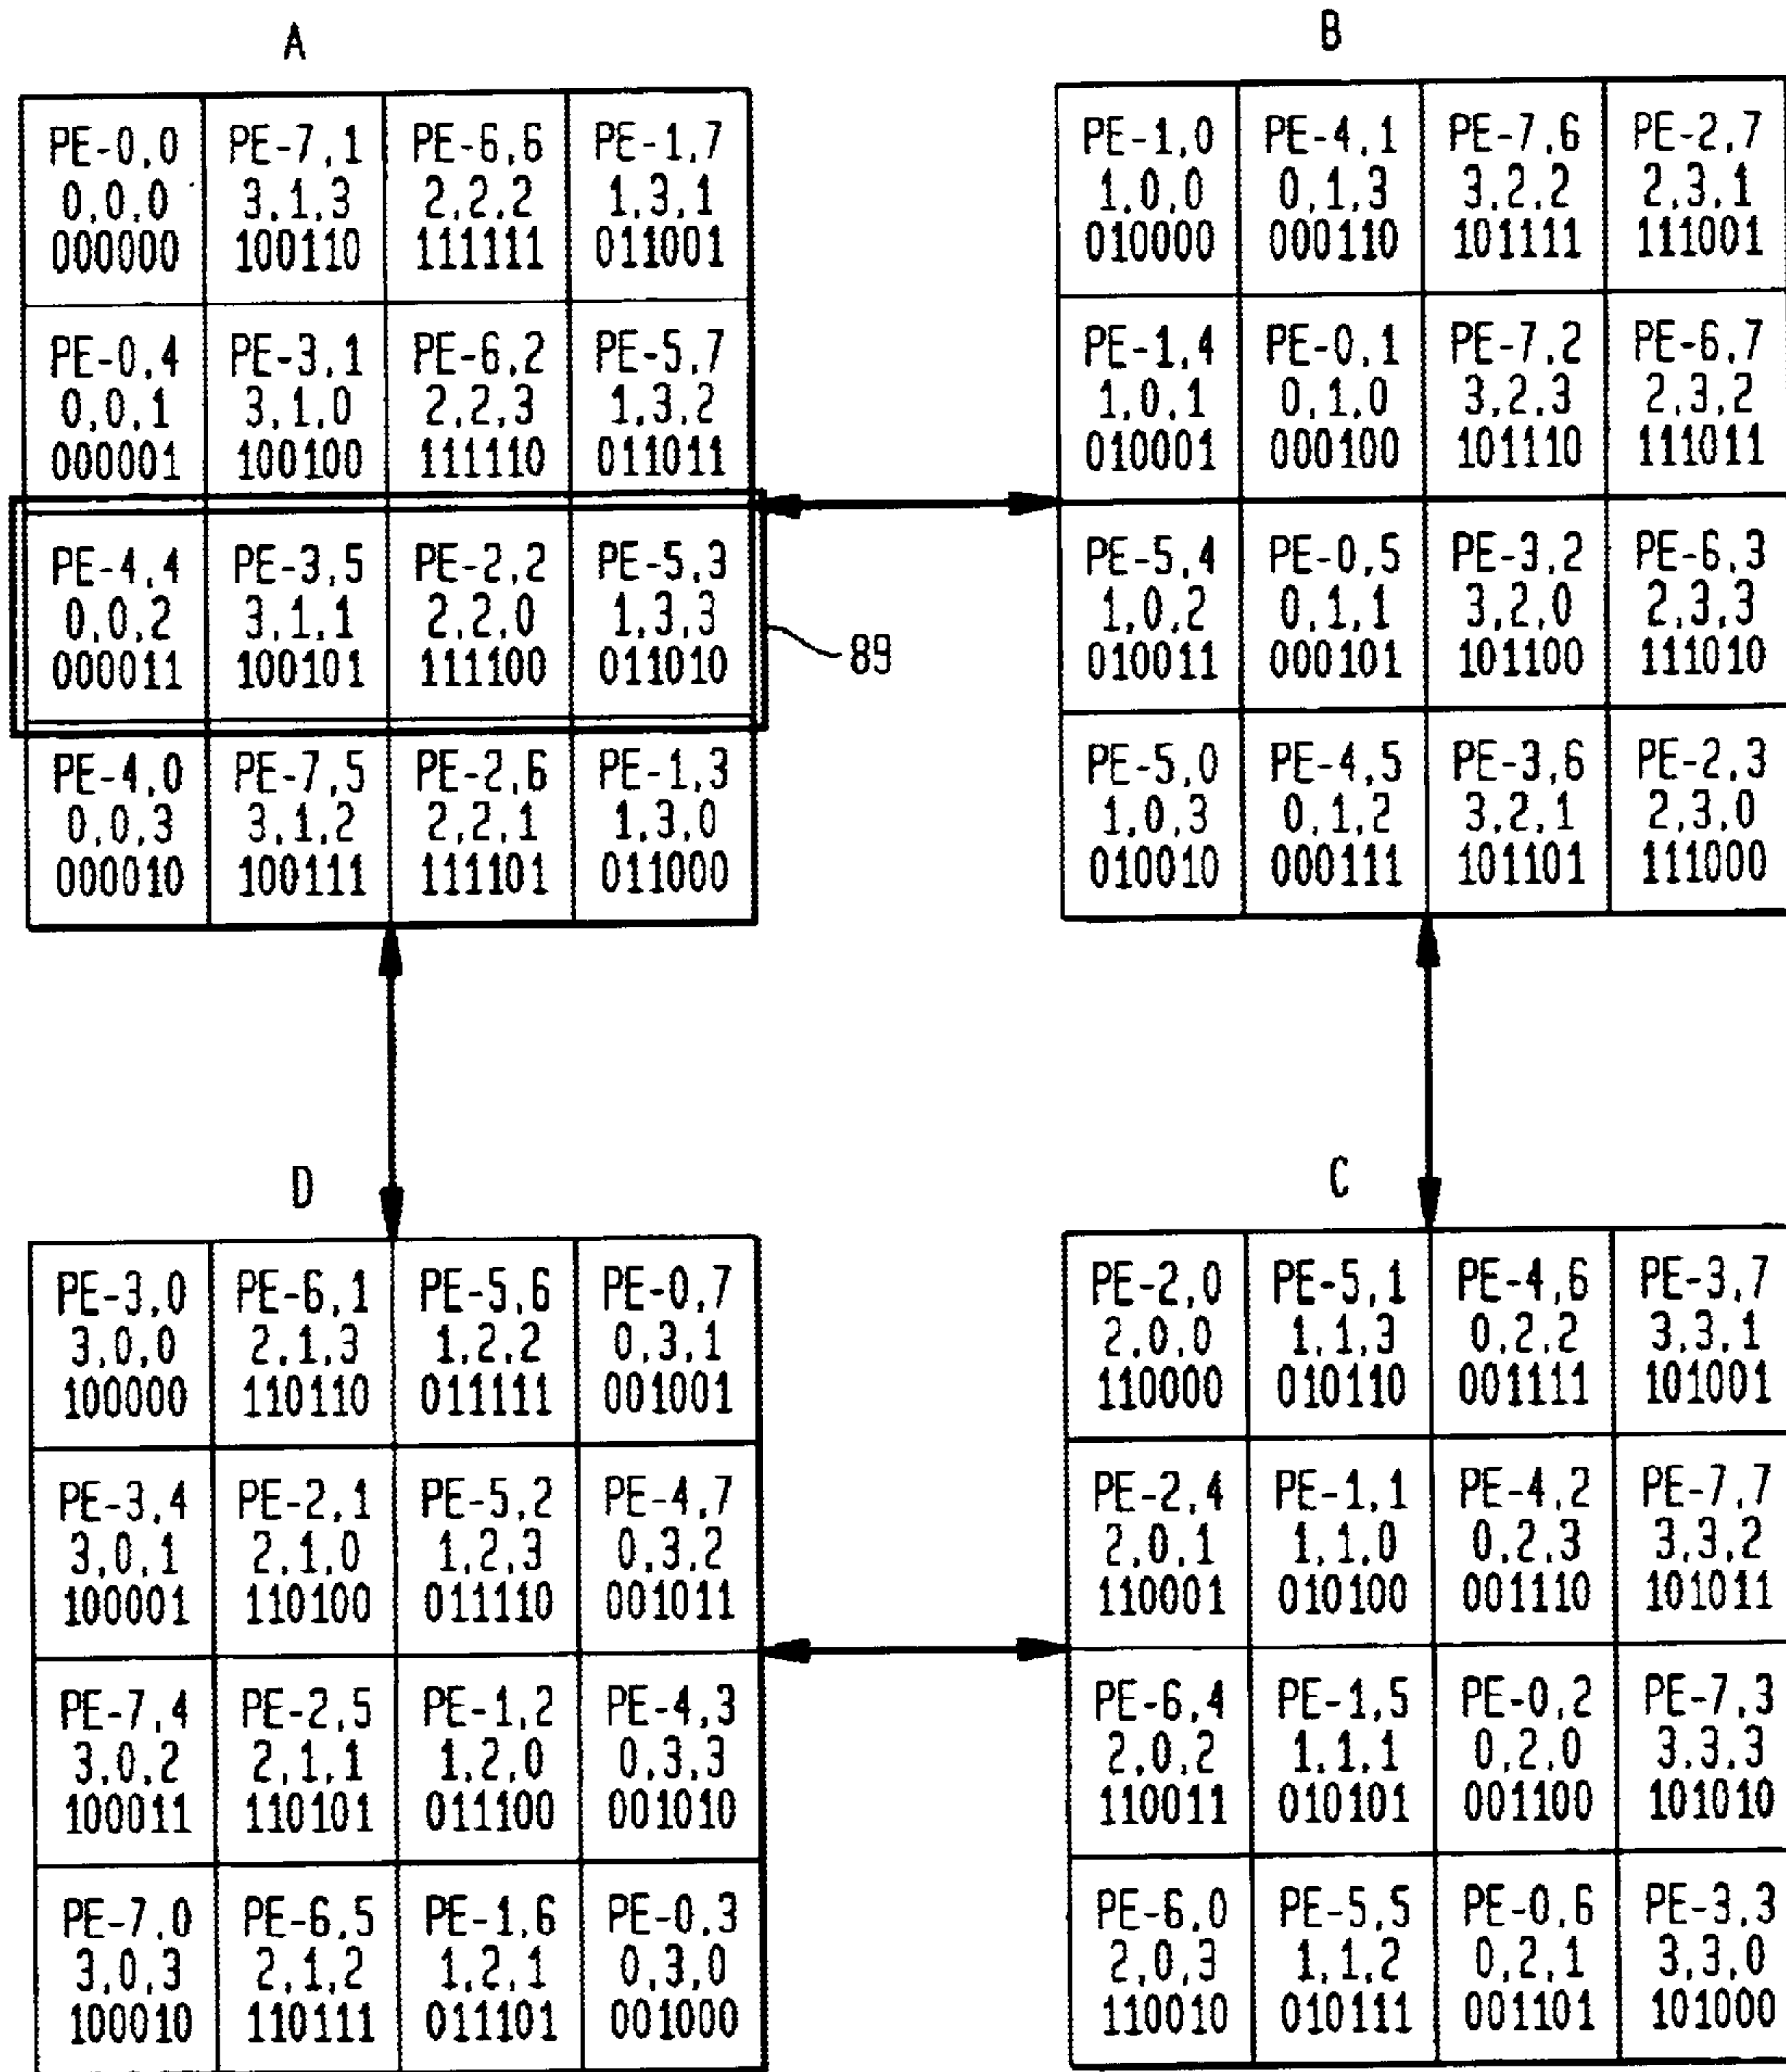 A
PE-0,0 PE-7,1 PE-6,6 PE-1,7
0,0,0 3,1,3 2,2,2 1,3,1
000000 100110 111111 011001
PE-0,4 PE-3,1 PE-6,2 PE-5,7
0,0,1 3,1,0 2,2,3 1,3,2
000001 100100 111110 011011
PE-4,4 PE-3,5 PE-2,2 PE-5,3
0,0,2 3,1,1 2,2,0 1,3,3
000011 100101 111100 011010
89
PE-4,0 PE-7,5 PE-2,6 PE-1,3
0,0,3 3,1,2 2,2,1 1,3,0
000010 100111 111101 011000
B
PE-1,0 PE-4,1 PE-7,6 PE-2,7
1,0,0 0,1,3 3,2,2 2,3,1
010000 000110 101111 111001
PE-1,4 PE-0,1 PE-7,2 PE-6,7
1,0,1 0,1,0 3,2,3 2,3,2
010001 000100 101110 111011
PE-5,4 PE-0,5 PE-3,2 PE-6,3
1,0,2 0,1,1 3,2,0 2,3,3
010011 000101 101100 111010
PE-5,0 PE-4,5 PE-3,6 PE-2,3
1,0,3 0,1,2 3,2,1 2,3,0
010010 000111 101101 111000
D
PE-3,0 PE-6,1 PE-5,6 PE-0,7
3,0,0 2,1,3 1,2,2 0,3,1
100000 110110 011111 001001
PE-3,4 PE-2,1 PE-5,2 PE-4,7
3,0,1 2,1,0 1,2,3 0,3,2
100001 110100 011110 001011
PE-7,4 PE-2,5 PE-1,2 PE-4,3
3,0,2 2,1,1 1,2,0 0,3,3
100011 110101 011100 001010
PE-7,0 PE-6,5 PE-1,6 PE-0,3
3,0,3 2,1,2 1,2,1 0,3,0
100010 110111 011101 001000
C
PE-2,0 PE-5,1 PE-4,6 PE-3,7
2,0,0 1,1,3 0,2,2 3,3,1
110000 010110 001111 101001
PE-2,4 PE-1,1 PE-4,2 PE-7,7
2,0,1 1,1,0 0,2,3 3,3,2
110001 010100 001110 101011
PE-6,4 PE-1,5 PE-0,2 PE-7,3
2,0,2 1,1,1 0,2,0 3,3,3
110011 010101 001100 101010
PE-6,0 PE-5,5 PE-0,6 PE-3,3
2,0,3 1,1,2 0,2,1 3,3,0
110010 010111 001101 101000